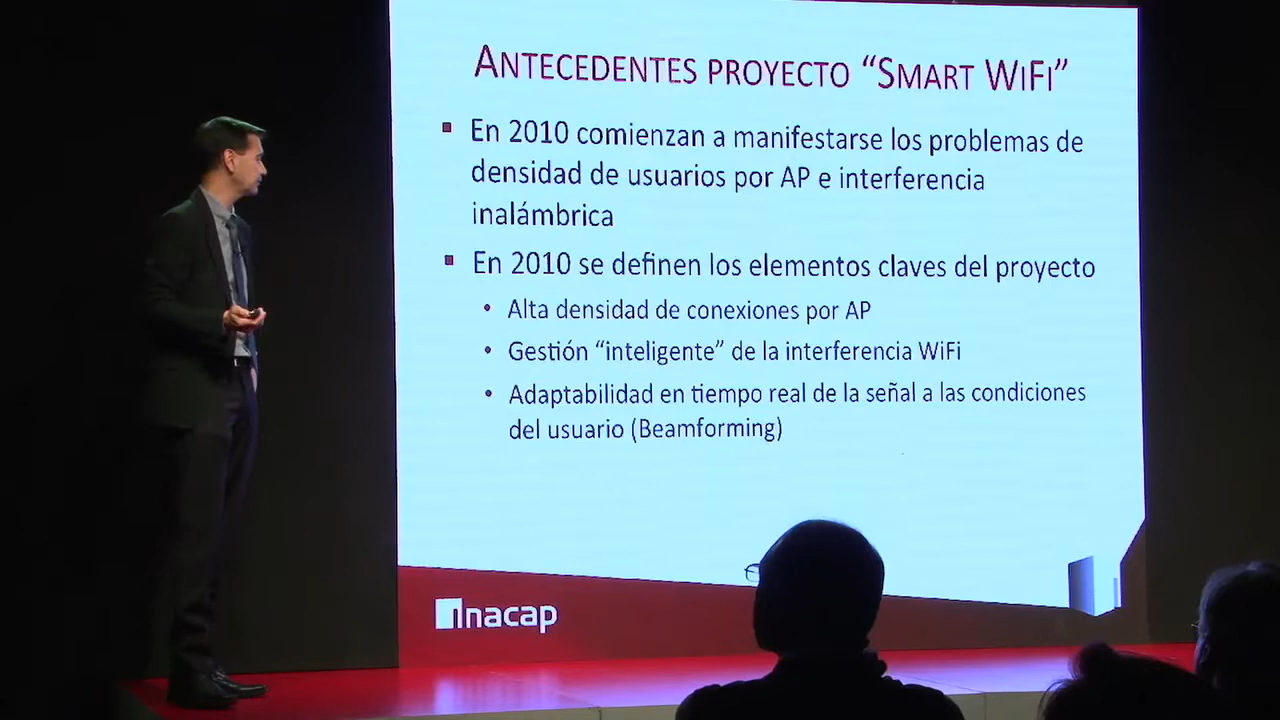 ANTECEDENTES PROYECTO “SMART WIFI”
En 2010 comienzan a manifestarse los problemas de
densidad de usuarios por AP e interferencia
inalámbrica
En 2010 se definen los elementos claves del proyecto
Alta densidad de conexiones por AP
Gestión “inteligente” de la interferencia WiFi
Adaptabilidad en tiempo real de la señal a las condiciones
del usuario (Beamforming)
inacap